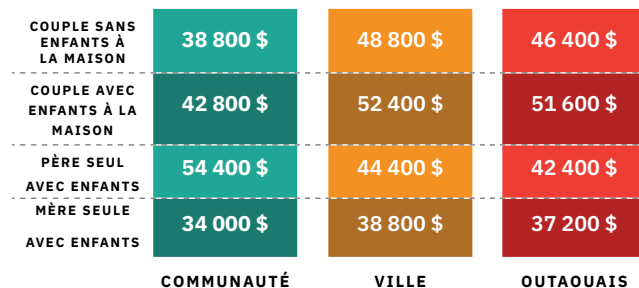 COUPLE SANS
ENFANTS À
LA MAISON
38 800 $ 48 800 $ 46 400 $
COUPLE AVEC
ENFANTS À LA
MAISON
42 800 $ 52 400 $ 51 600 $
PÈRE SEUL
AVEC ENFANTS
54 400 $ 44 400 $ 42 400 $
MÈRE SEULE
AVEC ENFANTS
34 000 $ 38 800 $ 37 200 $
COMMUNAUTÉ VILLE OUTAOUAIS